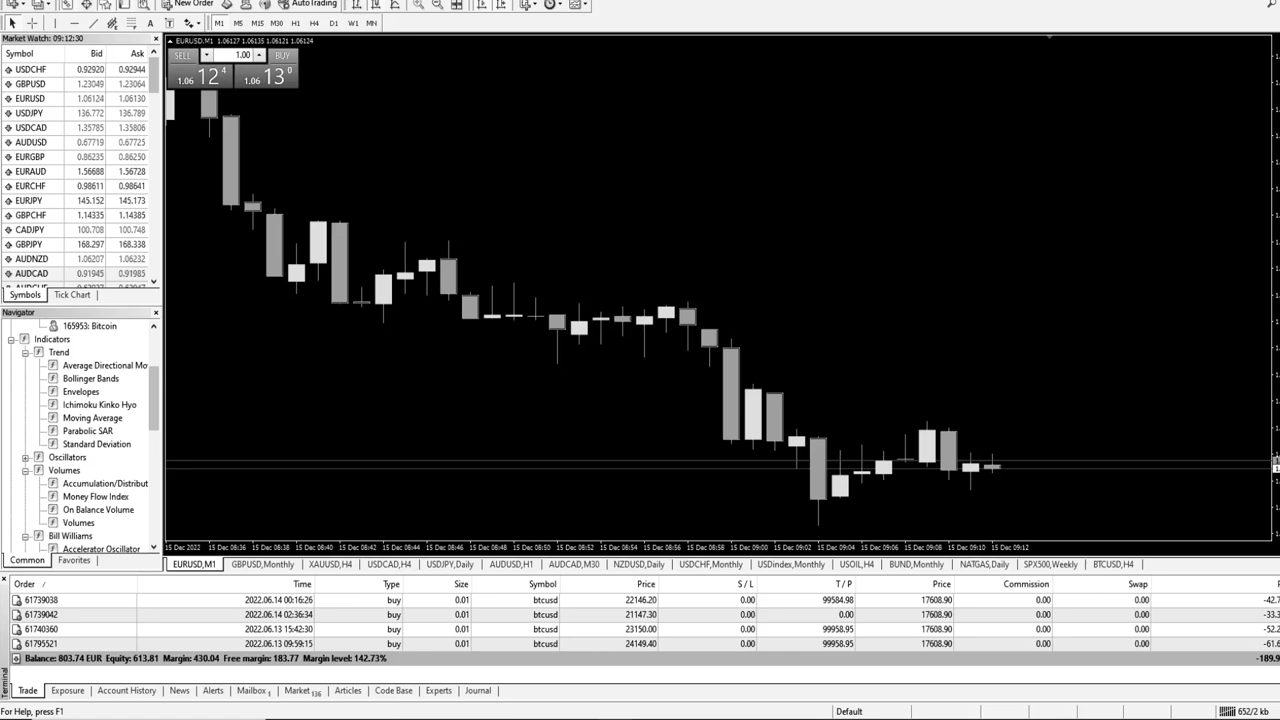 New Order AutoTrading
A T M1 M5 M15 M30 H1 H4 D1 W1 MN
Market Watch: 09:12:30
Symbol Bid Ask
USDCHF 0.92920 0.92944
GBPUSD 1.23049 1.23064
EURUSD 1.06124 1.06130
USDJPY 136.772 136.789
USDCAD 1.35785 1.35806
AUDUSD 0.67719 0.67725
EURGBP 0.86235 0.86250
EURAUD 1.56688 1.56728
EURCHF 0.98611 0.98641
EURJPY 145.152 145.173
GBPCHF 1.14335 1.14385
CADJPY 100.708 100.748
GBPJPY 168.297 168.338
AUDNZD 1.06207 1.06232
AUDCAD 0.91945 0.91985
Symbols Tick Chart
Navigator
165953: Bitcoin
Indicators
Trend
Average Directional Mo
Bollinger Bands
Envelopes
Ichimoku Kinko Hyo
Moving Average
Parabolic SAR
Standard Deviation
Oscillators
Volumes
Accumulation/Distribut
Money Flow Index
On Balance Volume
Volumes
Bill Williams
Accelerator Oscillator
Common Favorites
EURUSD,M1 1.06127 1.06135 1.06121 1.06124
SELL 1.00 BUY
1.06 12 4 1.06 13 0
15 Dec 2022 15 Dec 08:36 15 Dec 08:38 15 Dec 08:40 15 Dec 08:42 15 Dec 08:44 15 Dec 08:46 15 Dec 08:48 15 Dec 08:50 15 Dec 08:52 15 Dec 08:54 15 Dec 08:56 15 Dec 08:58 15 Dec 09:00 15 Dec 09:02 15 Dec 09:04 15 Dec 09:06 15 Dec 09:08 15 Dec 09:10 15 Dec 09:12
EURUSD,M1 GBPUSD,Monthly XAUUSD,H4 USDCAD,H4 USDJPY,Daily AUDUSD,H1 AUDCAD,M30 NZDUSD,Daily USDCHF,Monthly USDindex,Monthly USOIL,H4 BUND,Monthly NATGAS,Daily SPX500,Weekly BTCUSD,H4
Order / Time Type Size Symbol Price S / L T / P Price Commission Swap
61739038 2022.06.14 00:16:26 buy 0.01 btcusd 22146.20 0.00 99584.98 17608.90 0.00 0.00 -42.7
61739042 2022.06.14 02:36:34 buy 0.01 btcusd 21147.30 0.00 0.00 17608.90 0.00 0.00 -33.3
61740360 2022.06.13 15:42:30 buy 0.01 btcusd 23150.00 0.00 99958.95 17608.90 0.00 0.00 -52.2
61795521 2022.06.13 09:59:15 buy 0.01 btcusd 24149.40 0.00 99958.95 17608.90 0.00 0.00 -61.6
Balance: 803.74 EUR Equity: 613.81 Margin: 430.04 Free margin: 183.77 Margin level: 142.73% -189.9
Terminal
Trade Exposure Account History News Alerts Mailbox 1 Market 136 Articles Code Base Experts Journal
For Help, press F1 Default 652/2 kb